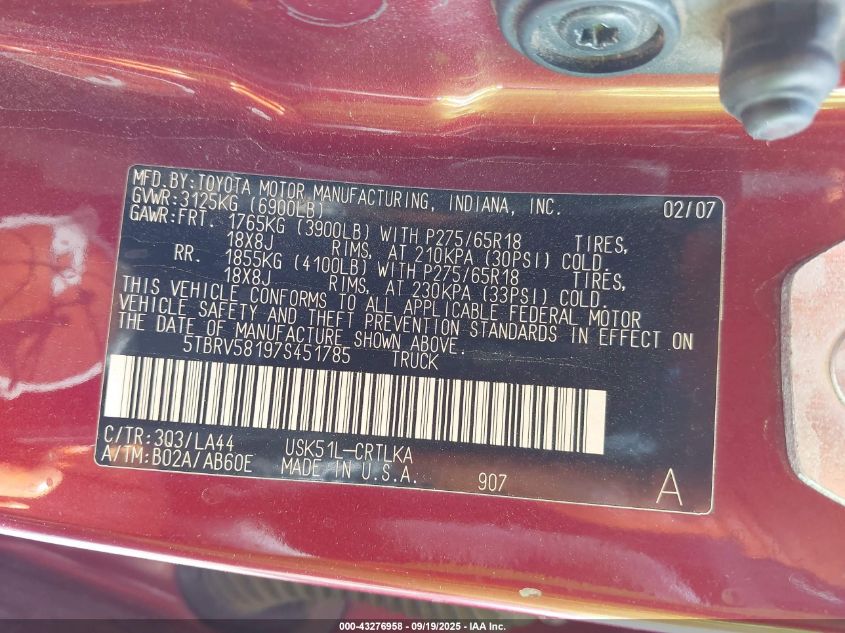 MFD.BY:TOYOTA MOTOR MANUFACTURING, INDIANA, INC. 02/07
GVWR:3125KG (6900LB)
GAWR:FRT. 1765KG (3900LB) WITH P275/65R18 TIRES,
18X8J RIMS, AT 210KPA (30PSI) COLD
RR. 1855KG (4100LB) WITH P275/65R18 TIRES,
18X8J RIMS, AT 230KPA (33PSI) COLD.
THIS VEHICLE CONFORMS TO ALL APPLICABLE FEDERAL MOTOR
VEHICLE SAFETY AND THEFT PREVENTION STANDARDS IN EFFECT ON
THE DATE OF MANUFACTURE SHOWN ABOVE.
5TBRV58197S451785 TRUCK
C/TR:3Q3/LA44 USK51L-CRTLKA
A/TM:B02A/AB60E MADE IN U.S.A. 907 A
000-43276958 - 09/19/2025 - IAA Inc.